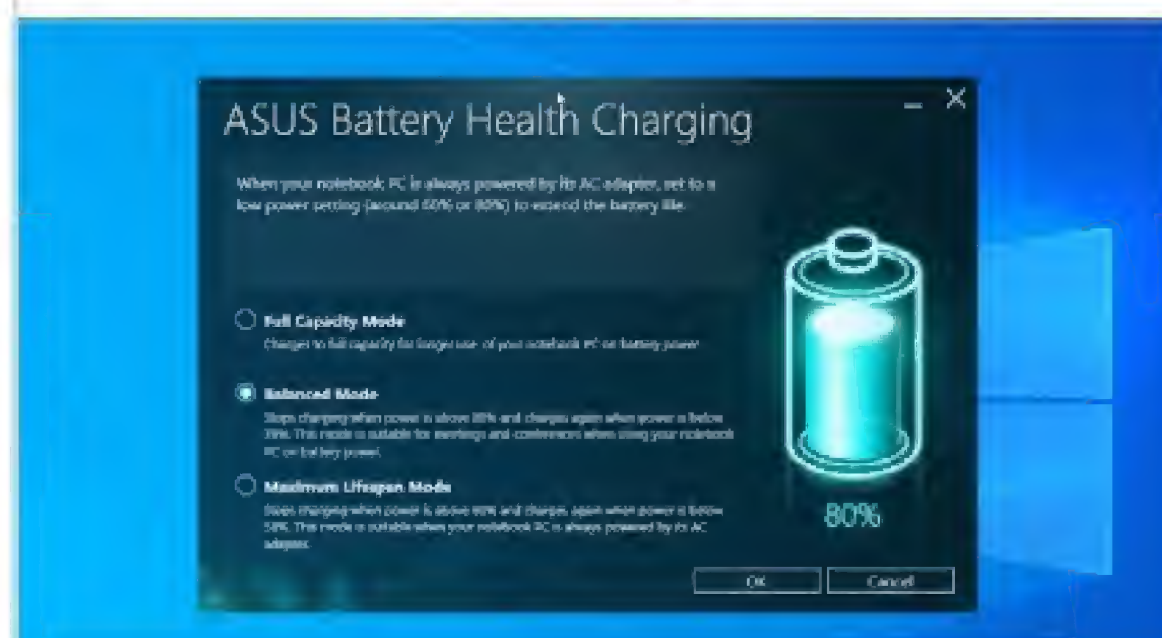 ASUS Battery Health Charging
When your notebook PC is always powered by its AC adapter, set to a
low power setting (around 60% or 80%) to extend the battery life.
Full Capacity Mode
Charges to full capacity for longer use of your notebook PC on battery power
Balanced Mode
Stops charging when power is above 80% and charges again when power is below
This mode is suitable for meetings and conferences when using your notebook
PC on battery power.
Maximum Lifespan Mode
Stops charging when power is above 60% and charges again when power is below
58%. This mode is suitable when your notebook PC is always powered by its AC
adapter.
80%
OK
Cancel